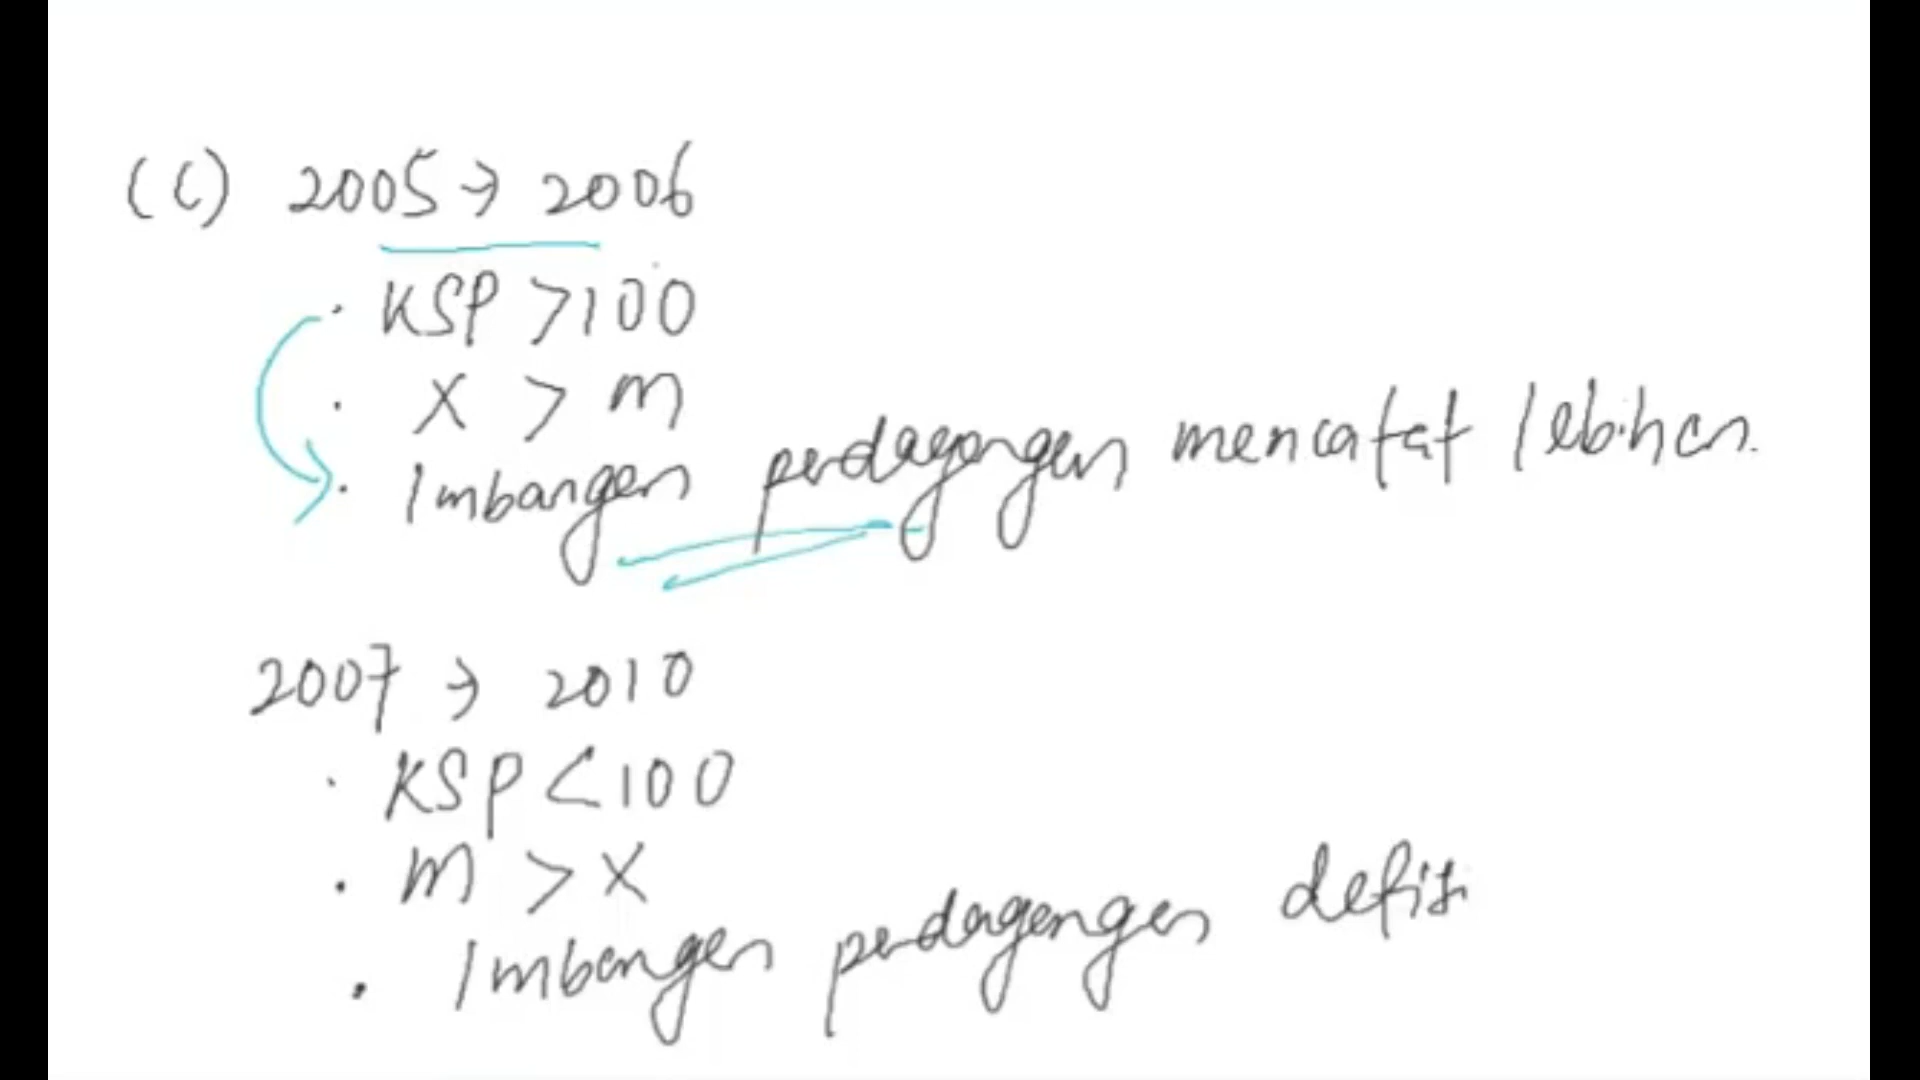 (c) 2005 → 2006
· KSP > 100
· X > m
· Imbangan perdagangan mencatat lebihan.
2007 → 2010
· KSP < 100
· m > X
· Imbangan perdagangan defisit